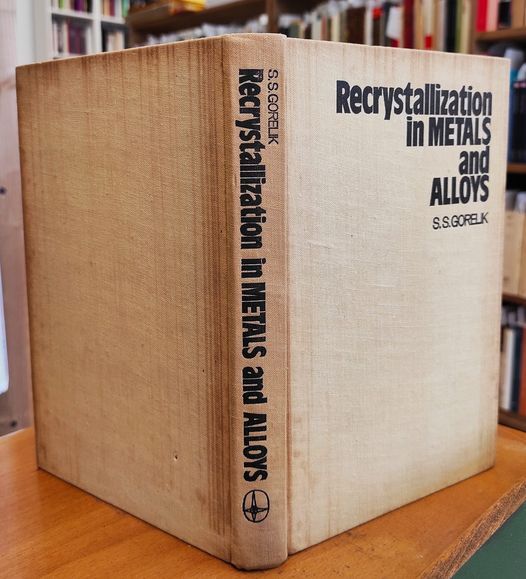 S.S.GORELIK
Recrystallization in METALS and ALLOYS
Recrystallization
in METALS
and
ALLOYS
S.S.GORELIK